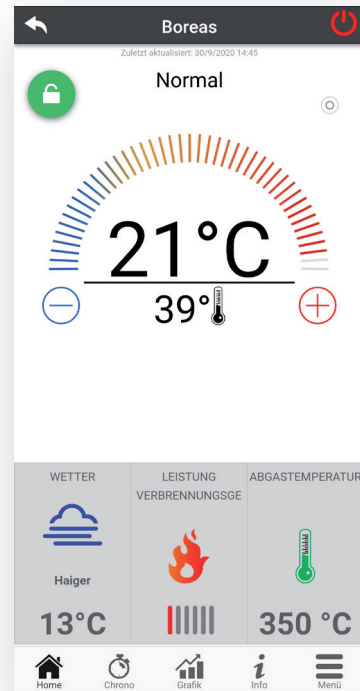 Boreas
Zuletzt aktualisiert: 30/9/2020 14:45
Normal
21°C
39°
WETTER
LEISTUNG
VERBRENNUNGSGE
ABGASTEMPERATUR
Haiger
13°C
350 °C
Home
Chrono
Grafik
Info
Menü